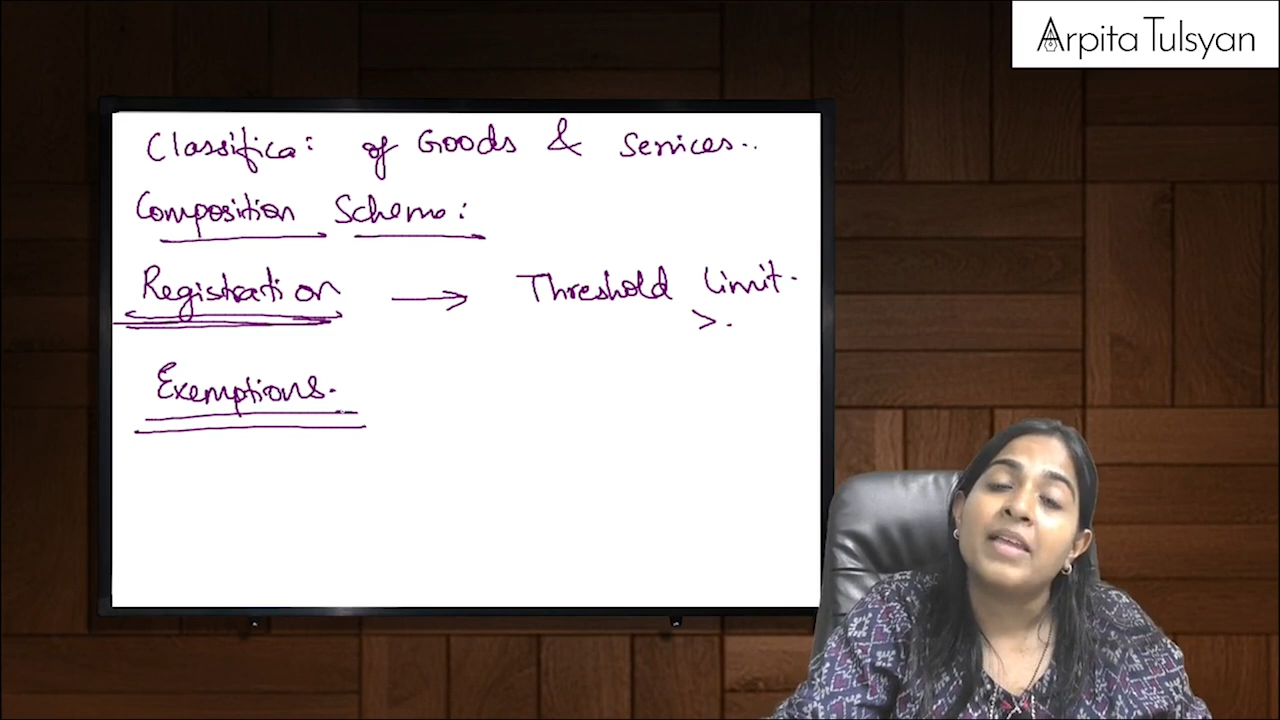 Arpita Tulsyan
Classifica: of Goods & Services..
Composition Scheme:
Registration → Threshold limit.
>.
Exemptions.